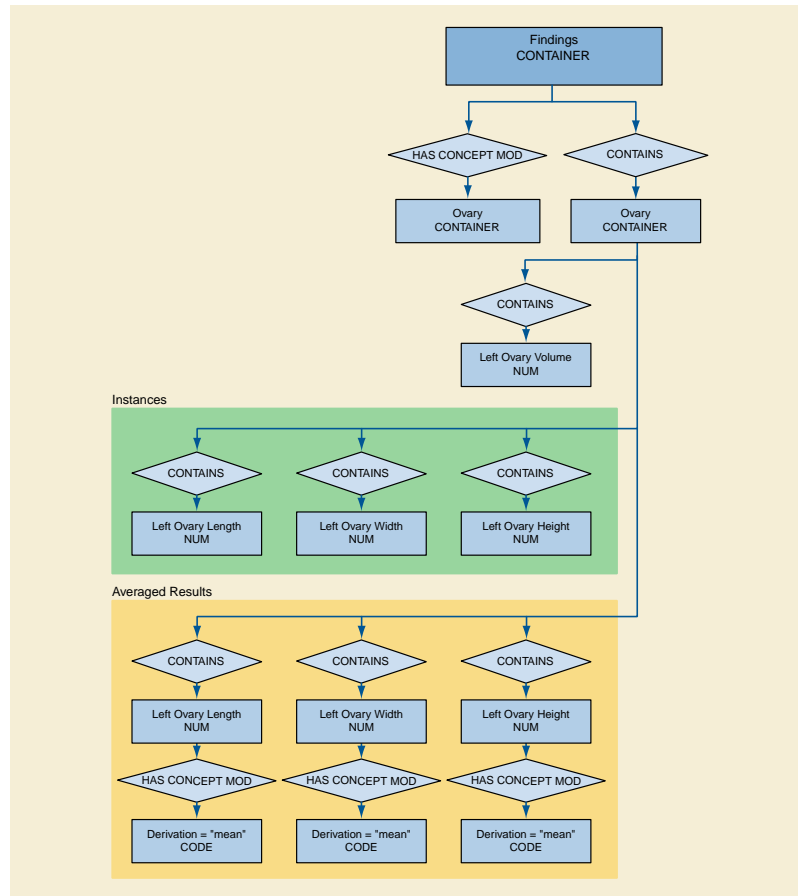 Findings
CONTAINER
HAS CONCEPT MOD
CONTAINS
Ovary
CONTAINER
Ovary
CONTAINER
CONTAINS
Left Ovary Volume
NUM
Instances
CONTAINS
CONTAINS
CONTAINS
Left Ovary Length
NUM
Left Ovary Width
NUM
Left Ovary Height
NUM
Averaged Results
CONTAINS
CONTAINS
CONTAINS
Left Ovary Length
NUM
Left Ovary Width
NUM
Left Ovary Height
NUM
HAS CONCEPT MOD
HAS CONCEPT MOD
HAS CONCEPT MOD
Derivation = "mean"
CODE
Derivation = "mean"
CODE
Derivation = "mean"
CODE